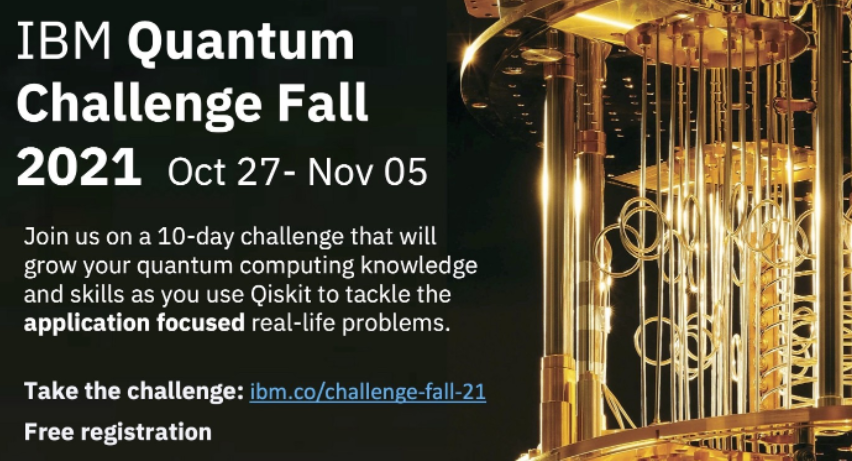 IBM Quantum
Challenge Fall
2021 Oct 27- Nov 05
Join us on a 10-day challenge that will
grow your quantum computing knowledge
and skills as you use Qiskit to tackle the
application focused real-life problems.
Take the challenge: ibm.co/challenge-fall-21
Free registration